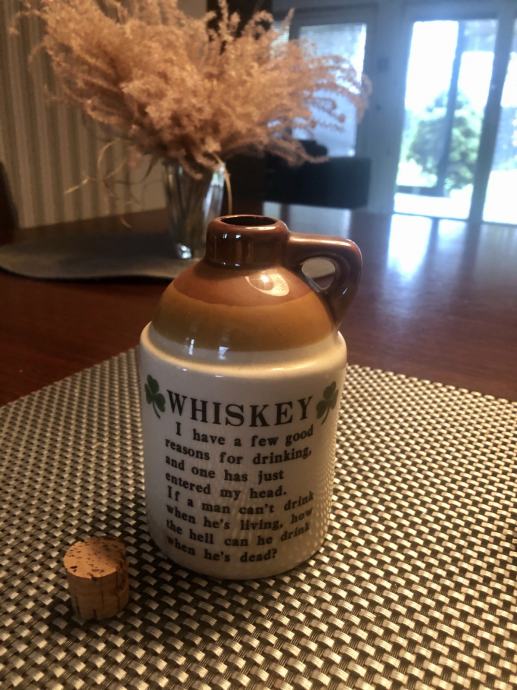 WHISKEY
I have a few good
reasons for drinking,
and one has just
entered my head.
If a man can't drink
when he's living, how
the hell can he drink
when he's dead?